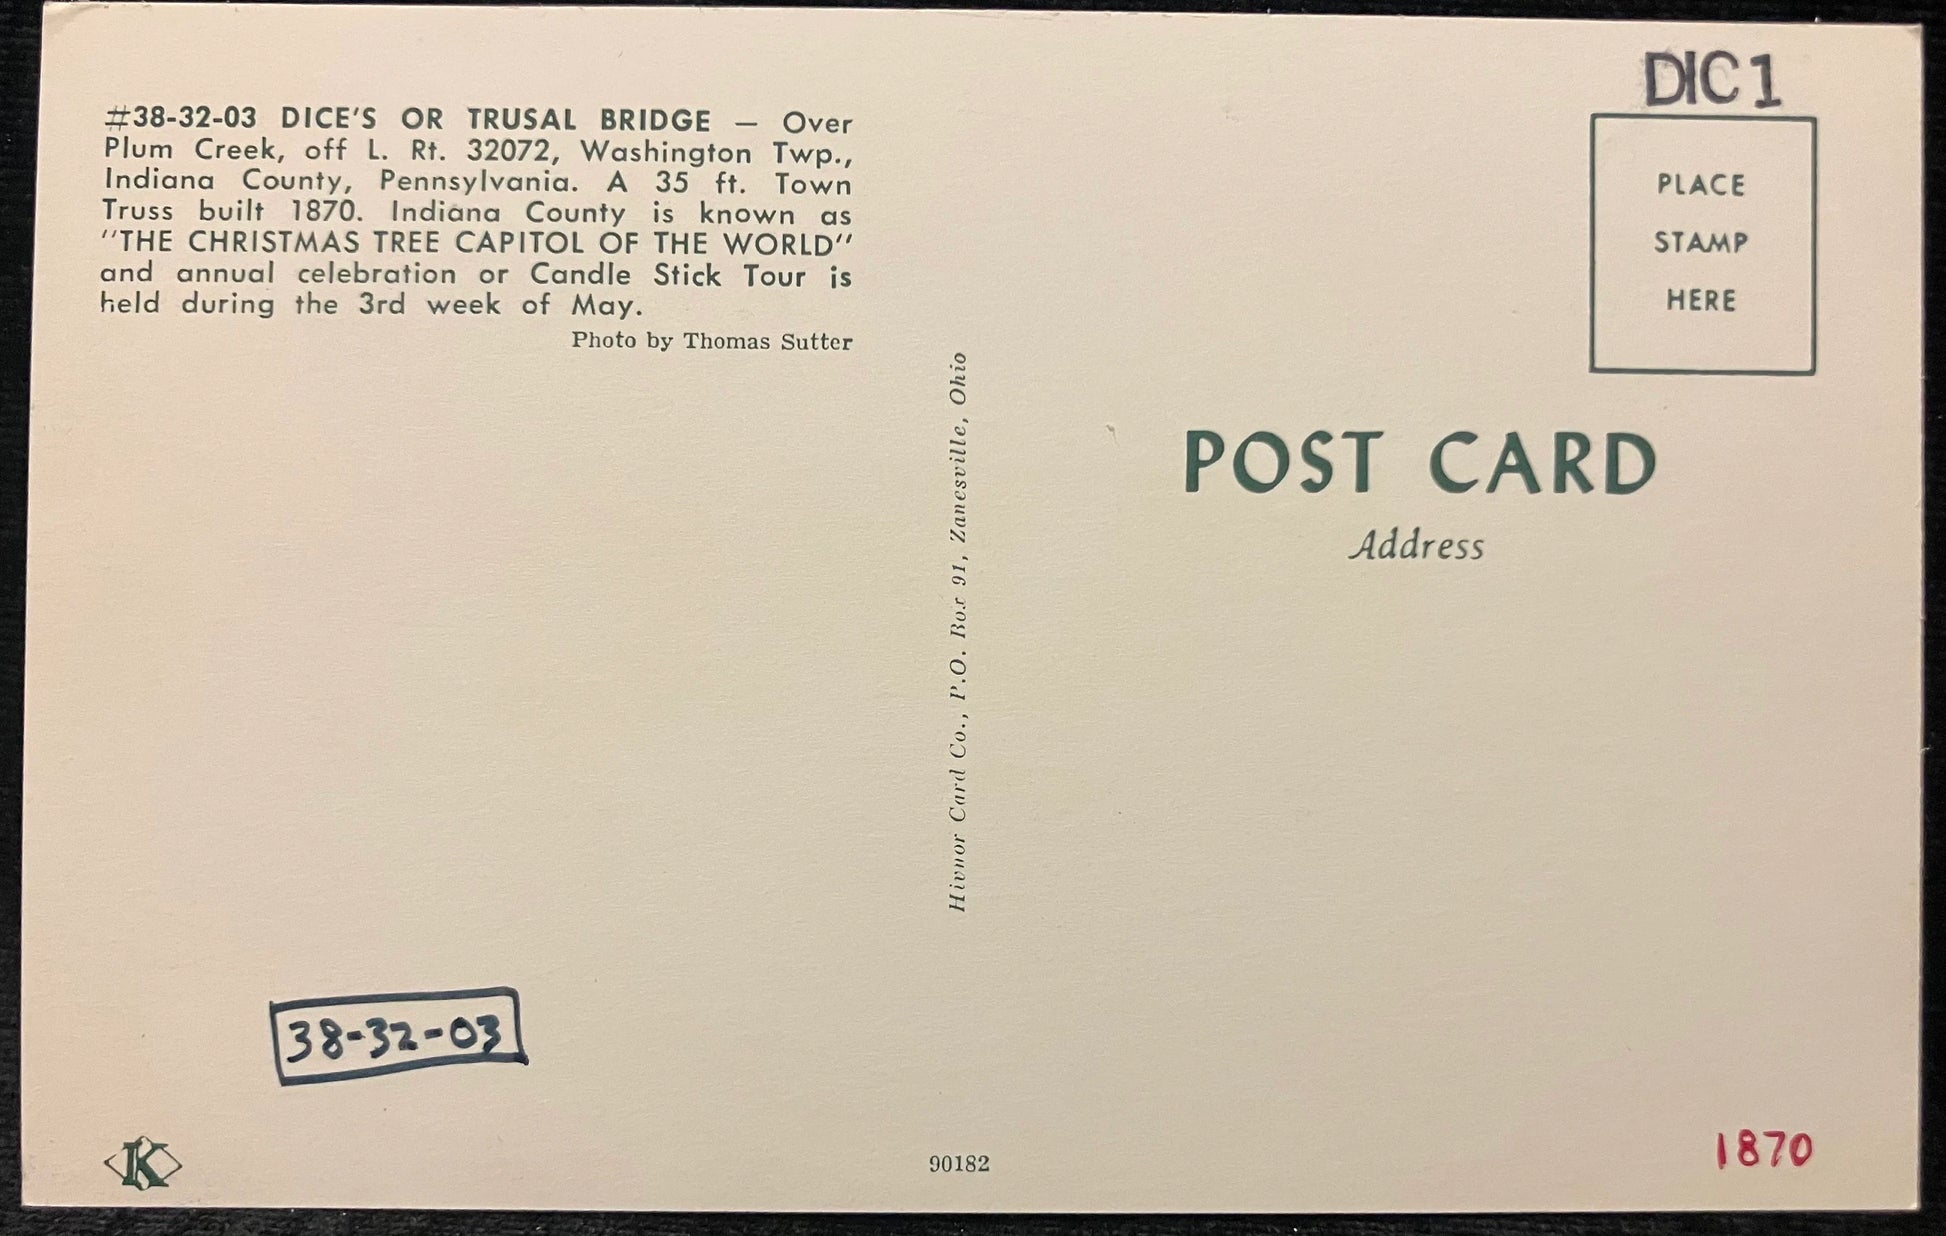 DIC1
#38-32-03 DICE'S OR TRUSAL BRIDGE — Over
Plum Creek, off L. Rt. 32072, Washington Twp.,
Indiana County, Pennsylvania. A 35 ft. Town
Truss built 1870. Indiana County is known as
"THE CHRISTMAS TREE CAPITOL OF THE WORLD"
and annual celebration or Candle Stick Tour is
held during the 3rd week of May.
Photo by Thomas Sutter
PLACE
STAMP
HERE
Hivnor Card Co., P.O. Box 91, Zanesville, Ohio
POST CARD
Address
38-32-03
K
90182
1870